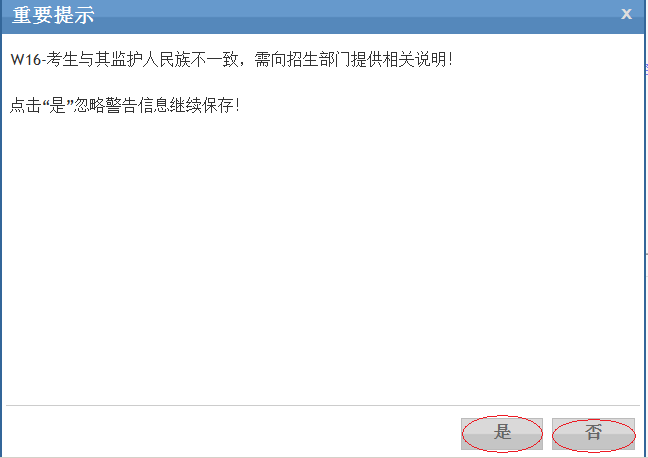 重要提示
x
W16-考生与其监护人民族不一致，需向招生部门提供相关说明！
点击“是”忽略警告信息继续保存！
是 否